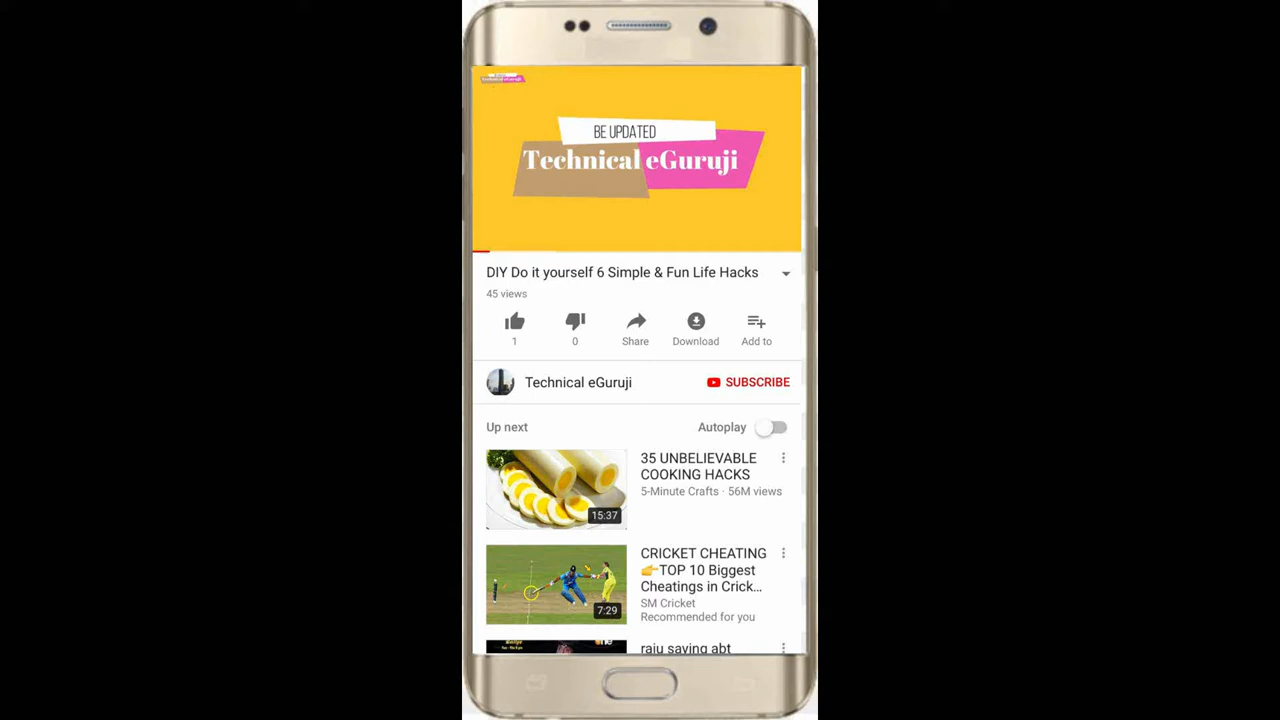 BE UPDATED
Technical eGuruji
DIY Do it yourself 6 Simple & Fun Life Hacks
45 views
1
0
Share
Download
Add to
Technical eGuruji
SUBSCRIBE
Up next
Autoplay
35 UNBELIEVABLE
COOKING HACKS
5-Minute Crafts · 56M views
15:37
CRICKET CHEATING
👉TOP 10 Biggest
Cheatings in Crick...
SM Cricket
Recommended for you
7:29
raju saying abt